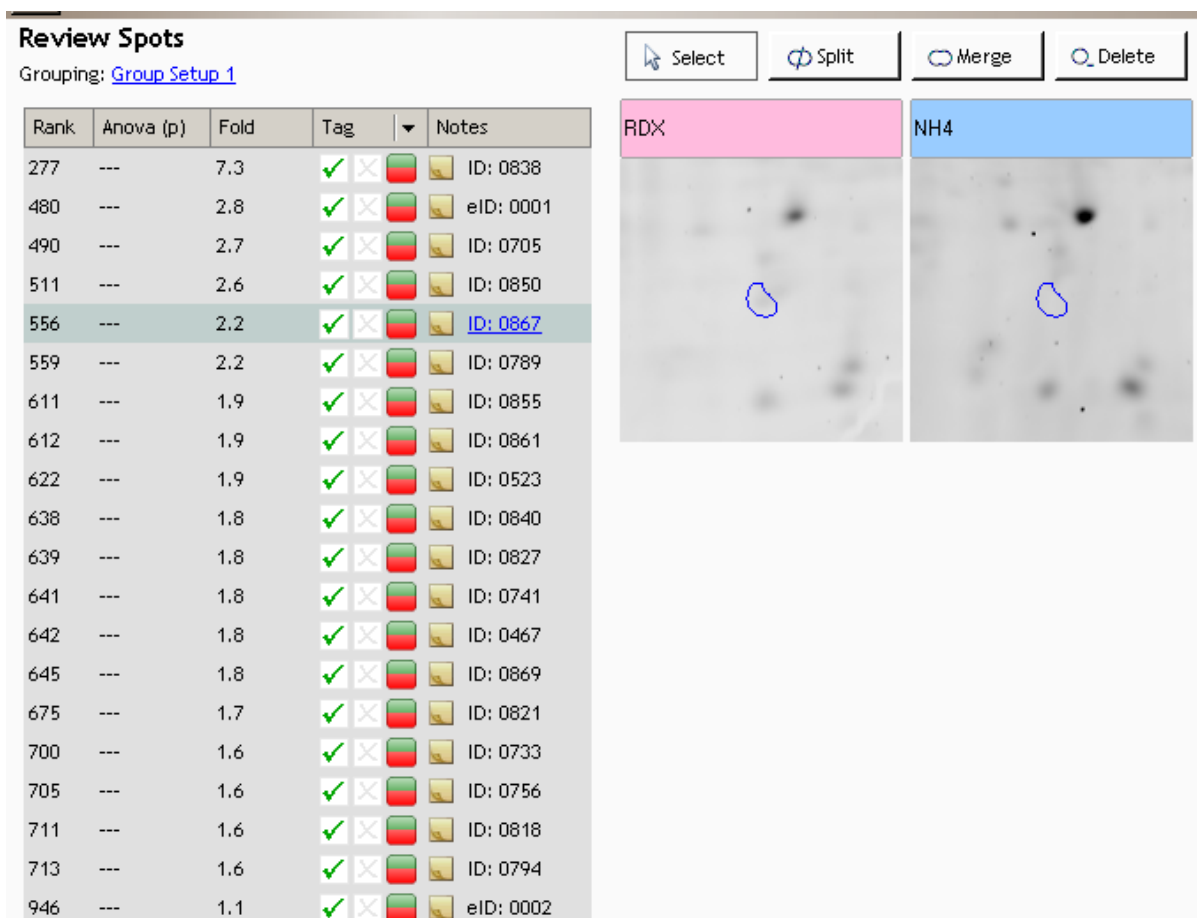 Review Spots
Grouping: Group Setup 1
Select Split Merge Delete
Rank Anova (p) Fold Tag Notes
RDX NH4
277 --- 7.3 ID: 0838
480 --- 2.8 eID: 0001
490 --- 2.7 ID: 0705
511 --- 2.6 ID: 0850
556 --- 2.2 ID: 0867
559 --- 2.2 ID: 0789
611 --- 1.9 ID: 0855
612 --- 1.9 ID: 0861
622 --- 1.9 ID: 0523
638 --- 1.8 ID: 0840
639 --- 1.8 ID: 0827
641 --- 1.8 ID: 0741
642 --- 1.8 ID: 0467
645 --- 1.8 ID: 0869
675 --- 1.7 ID: 0821
700 --- 1.6 ID: 0733
705 --- 1.6 ID: 0756
711 --- 1.6 ID: 0818
713 --- 1.6 ID: 0794
946 --- 1.1 eID: 0002